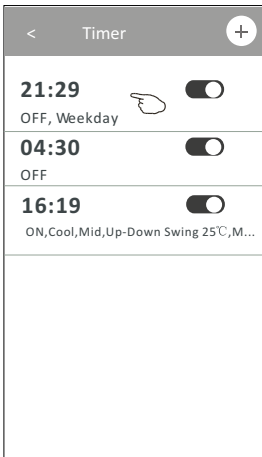 < Timer +
21:29
OFF, Weekday
04:30
OFF
16:19
ON,Cool,Mid,Up-Down Swing 25℃,M...